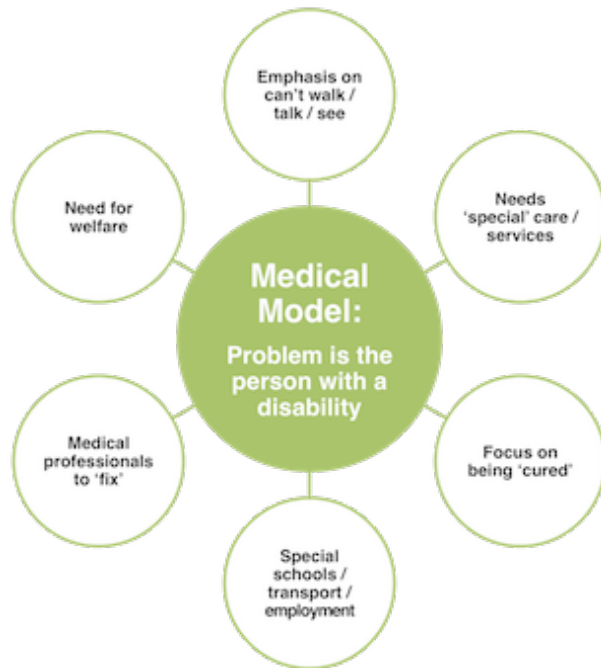 Emphasis on
can't walk /
talk / see
Need for
welfare
Needs
‘special’ care /
services
Medical
Model:
Problem is the
person with a
disability
Medical
professionals
to ‘fix’
Focus on
being ‘cured’
Special
schools /
transport /
employment